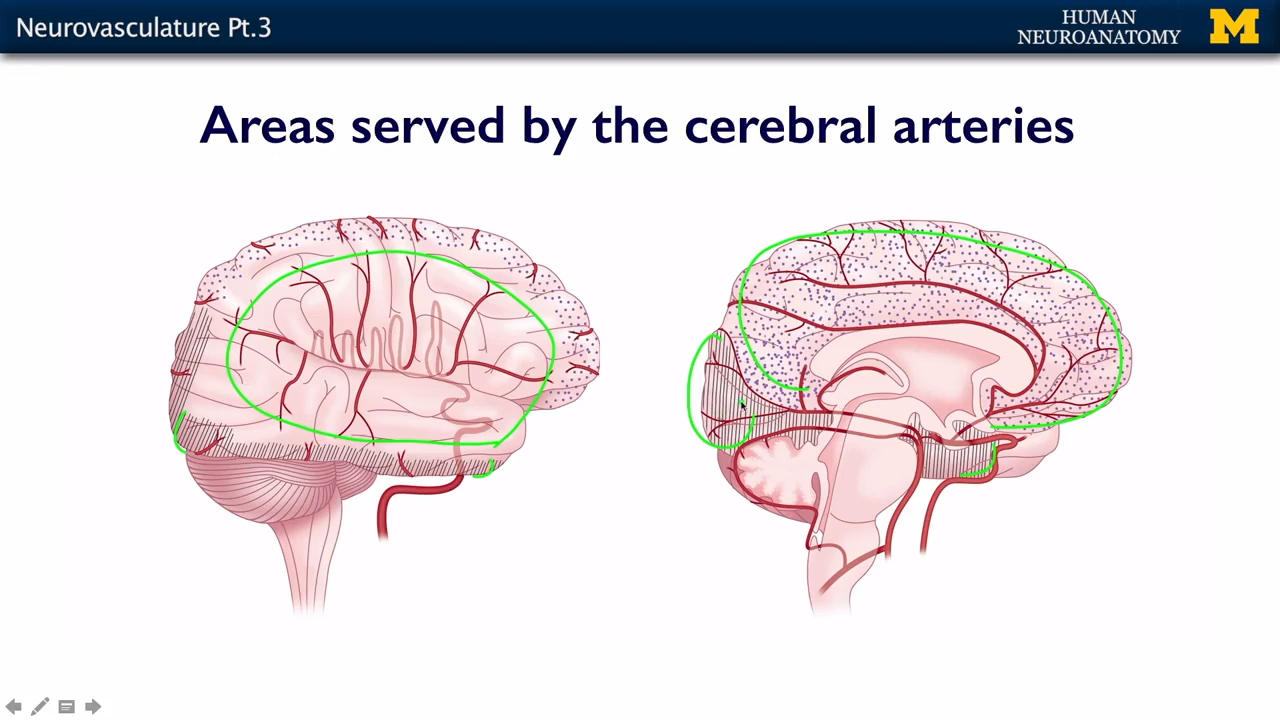 Neurovasculature Pt.3
HUMAN
NEUROANATOMY
M
Areas served by the cerebral arteries